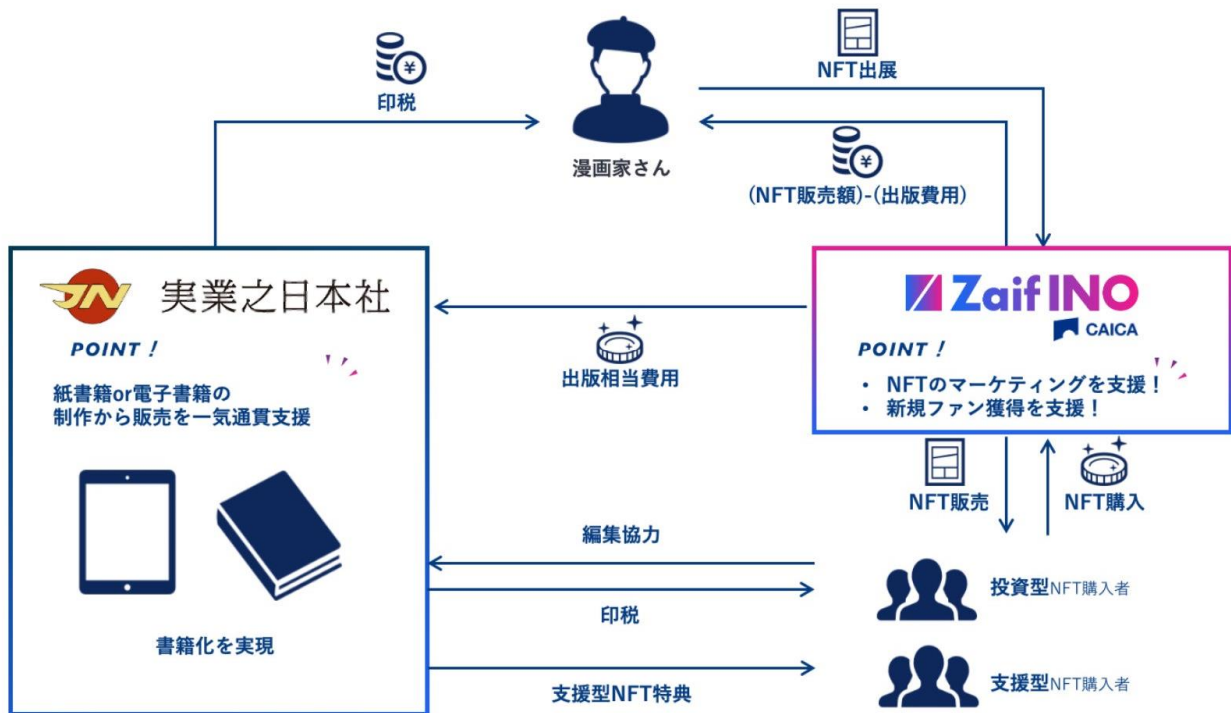 NFT出展
印税
漫画家さん
(NFT販売額)-(出版費用)
JN 実業之日本社
POINT！
紙書籍or電子書籍の
制作から販売を一気通貫支援
書籍化を実現
出版相当費用
Zaif INO
CAICA
POINT！
• NFTのマーケティングを支援！
• 新規ファン獲得を支援！
NFT販売
NFT購入
編集協力
印税
投資型NFT購入者
支援型NFT特典
支援型NFT購入者